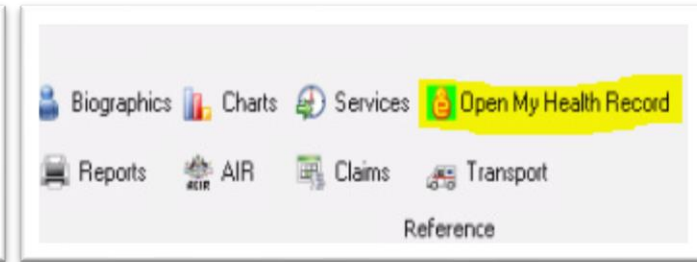 Biographics Charts Services Open My Health Record
Reports AIR Claims Transport
Reference